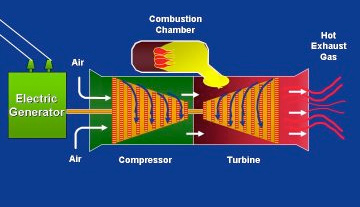 Combustion
Chamber
Hot
Exhaust
Gas
Air
Electric
Generator
Air
Compressor
Turbine